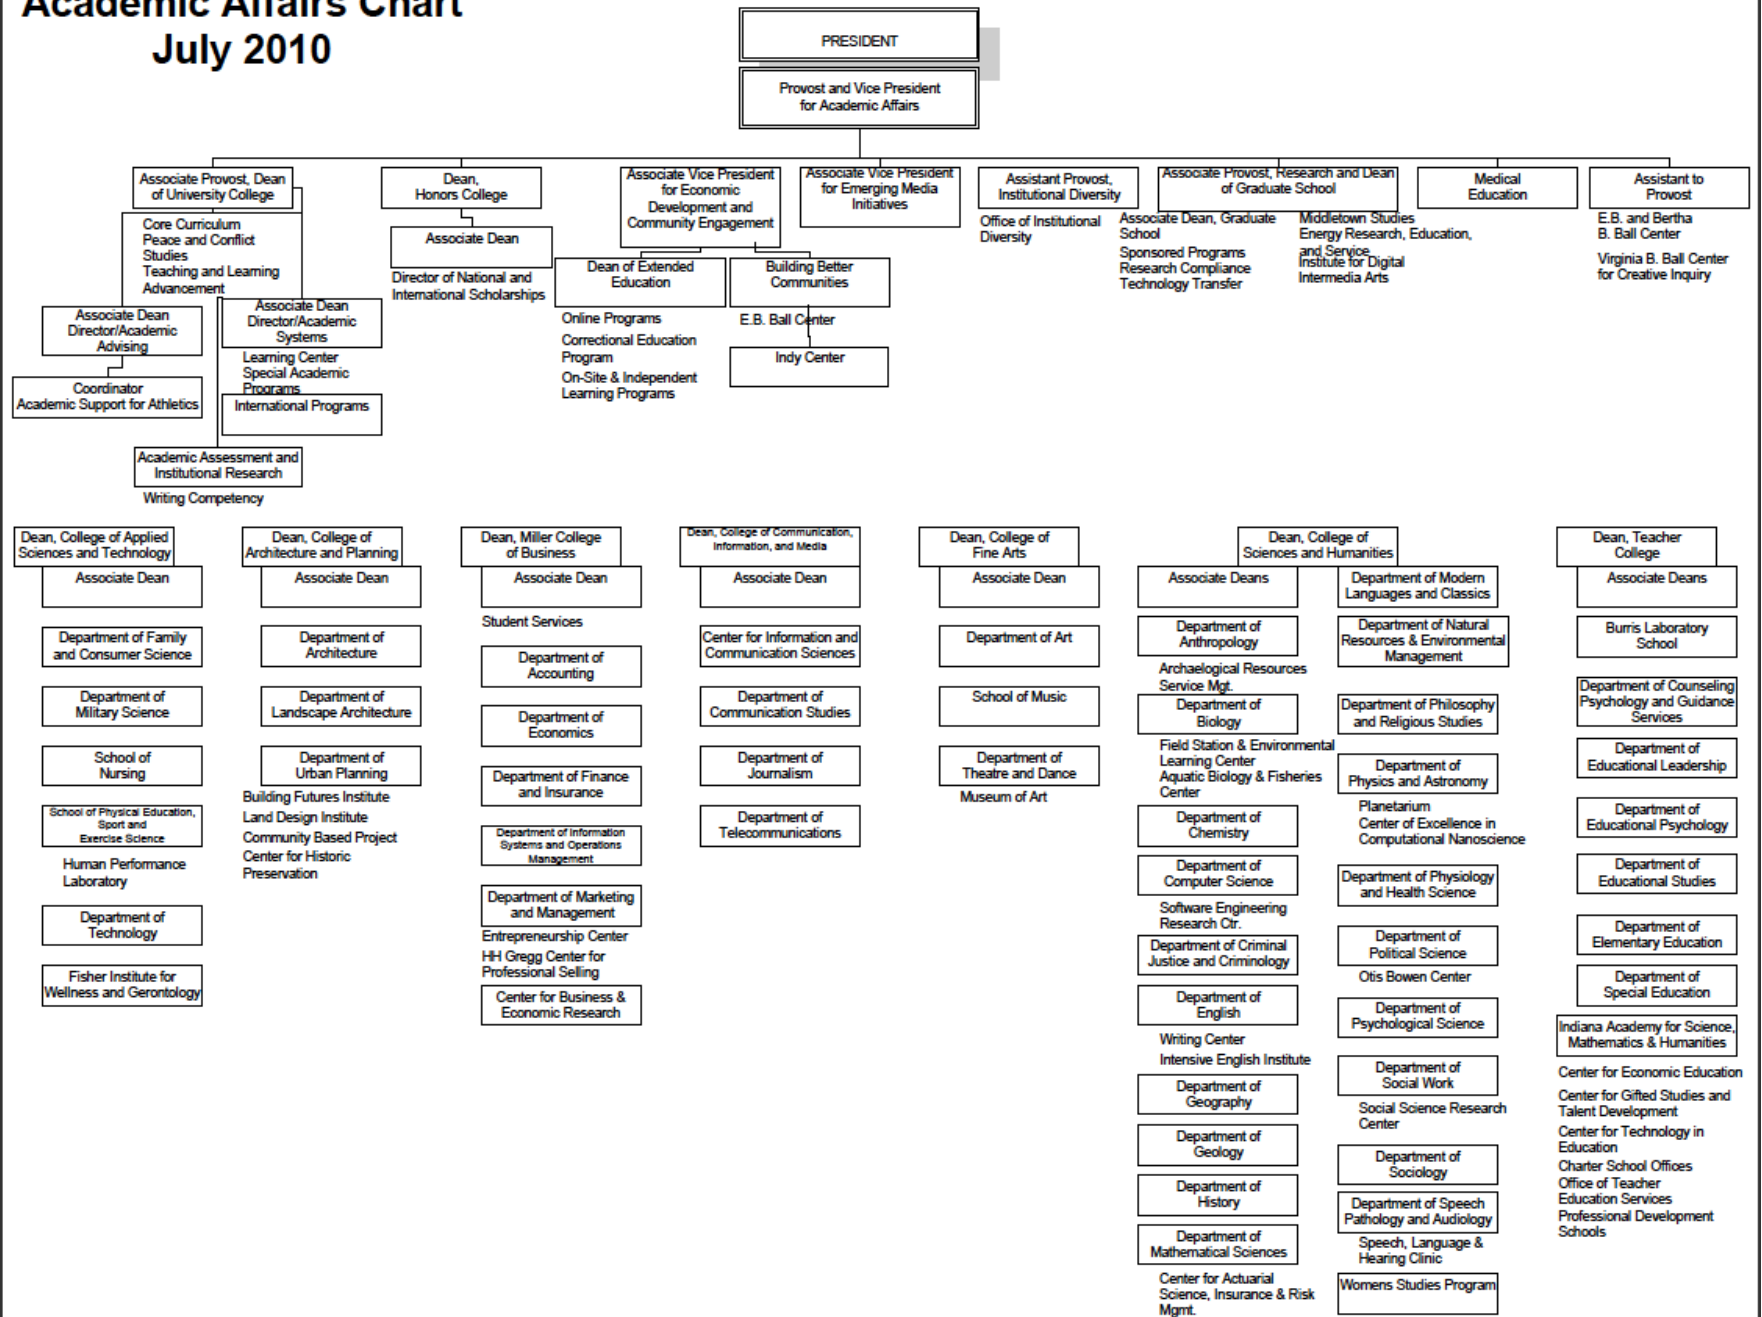 Academic Affairs Chart
July 2010
PRESIDENT
Provost and Vice President
for Academic Affairs
Associate Provost, Dean
of University College
Core Curriculum
Peace and Conflict
Studies
Teaching and Learning
Advancement
Associate Dean
Director/Academic
Advising
Coordinator
Academic Support for Athletics
Associate Dean
Director/Academic
Systems
Learning Center
Special Academic
Programs
International Programs
Academic Assessment and
Institutional Research
Writing Competency
Dean,
Honors College
Associate Dean
Director of National and
International Scholarships
Associate Vice President
for Economic
Development and
Community Engagement
Dean of Extended
Education
Online Programs
Correctional Education
Program
On-Site & Independent
Learning Programs
Building Better
Communities
E.B. Ball Center
Indy Center
Associate Vice President
for Emerging Media
Initiatives
Assistant Provost,
Institutional Diversity
Office of Institutional
Diversity
Associate Provost, Research and Dean
of Graduate School
Associate Dean, Graduate
School
Sponsored Programs
Research Compliance
Technology Transfer
Middletown Studies
Energy Research, Education,
and Service
Institute for Digital
Intermedia Arts
Medical
Education
Assistant to
Provost
E.B. and Bertha
B. Ball Center
Virginia B. Ball Center
for Creative Inquiry
Dean, College of Applied
Sciences and Technology
Associate Dean
Department of Family
and Consumer Science
Department of
Military Science
School of
Nursing
School of Physical Education,
Sport and
Exercise Science
Human Performance
Laboratory
Department of
Technology
Fisher Institute for
Wellness and Gerontology
Dean, College of
Architecture and Planning
Associate Dean
Department of
Architecture
Department of
Landscape Architecture
Department of
Urban Planning
Building Futures Institute
Land Design Institute
Community Based Project
Center for Historic
Preservation
Dean, Miller College
of Business
Associate Dean
Student Services
Department of
Accounting
Department of
Economics
Department of Finance
and Insurance
Department of Information
Systems and Operations
Management
Department of Marketing
and Management
Entrepreneurship Center
HH Gregg Center for
Professional Selling
Center for Business &
Economic Research
Dean, College of Communication,
Information, and Media
Associate Dean
Center for Information and
Communication Sciences
Department of
Communication Studies
Department of
Journalism
Department of
Telecommunications
Dean, College of
Fine Arts
Associate Dean
Department of Art
School of Music
Department of
Theatre and Dance
Museum of Art
Dean, College of
Sciences and Humanities
Associate Deans
Department of
Anthropology
Archaelogical Resources
Service Mgt.
Department of
Biology
Field Station & Environmental
Learning Center
Aquatic Biology & Fisheries
Center
Department of
Chemistry
Department of
Computer Science
Software Engineering
Research Ctr.
Department of Criminal
Justice and Criminology
Department of
English
Writing Center
Intensive English Institute
Department of
Geography
Department of
Geology
Department of
History
Department of
Mathematical Sciences
Center for Actuarial
Science, Insurance & Risk
Mgmt.
Department of Modern
Languages and Classics
Department of Natural
Resources & Environmental
Management
Department of Philosophy
and Religious Studies
Department of
Physics and Astronomy
Planetarium
Center of Excellence in
Computational Nanoscience
Department of Physiology
and Health Science
Department of
Political Science
Otis Bowen Center
Department of
Psychological Science
Department of
Social Work
Social Science Research
Center
Department of
Sociology
Department of Speech
Pathology and Audiology
Speech, Language &
Hearing Clinic
Womens Studies Program
Dean, Teacher
College
Associate Deans
Burris Laboratory
School
Department of Counseling
Psychology and Guidance
Services
Department of
Educational Leadership
Department of
Educational Psychology
Department of
Educational Studies
Department of
Elementary Education
Department of
Special Education
Indiana Academy for Science,
Mathematics & Humanities
Center for Economic Education
Center for Gifted Studies and
Talent Development
Center for Technology in
Education
Charter School Offices
Office of Teacher
Education Services
Professional Development
Schools